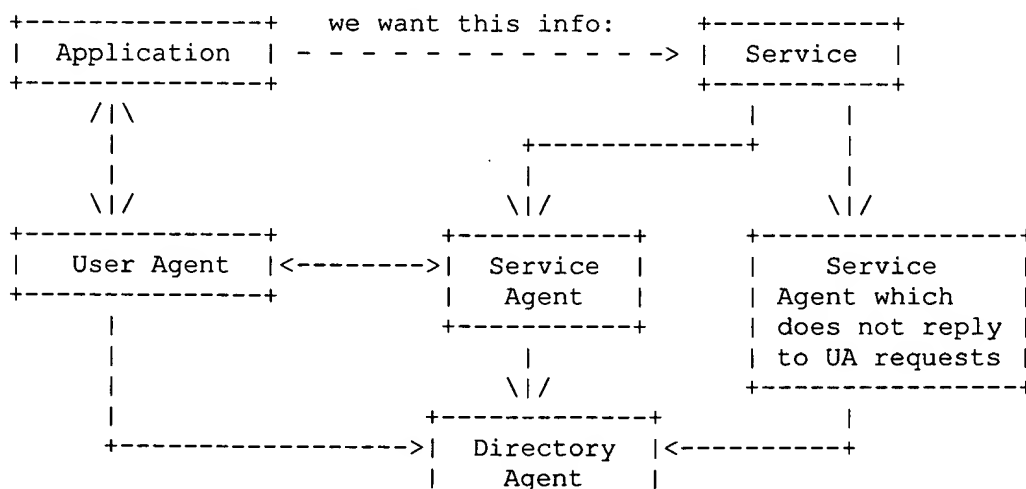 we want this info:
Application Service
User Agent Service Service
Agent Agent which
does not reply
to UA requests
Directory
Agent